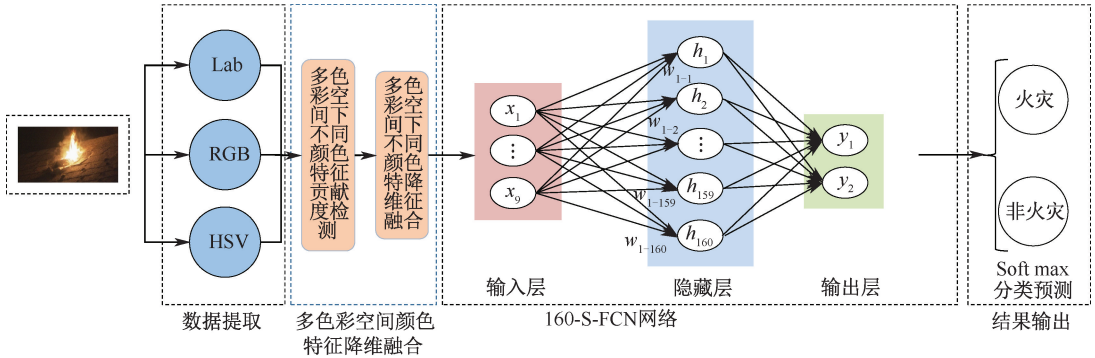 Lab
RGB
HSV
数据提取
多色
彩空
间下
不同
颜色
特征
贡献
度检
测
多色
彩空
间下
不同
颜色
特降
维征
融合
多色彩空间颜色
特征降维融合
x₁
⋮
x₉
输入层
w₁₋₁
w₁₋₂
w₁₋₁₅₉
w₁₋₁₆₀
h₁
h₂
⋮
h₁₅₉
h₁₆₀
隐藏层
y₁
y₂
输出层
160-S-FCN网络
火灾
非火灾
Soft max
分类预测
结果输出